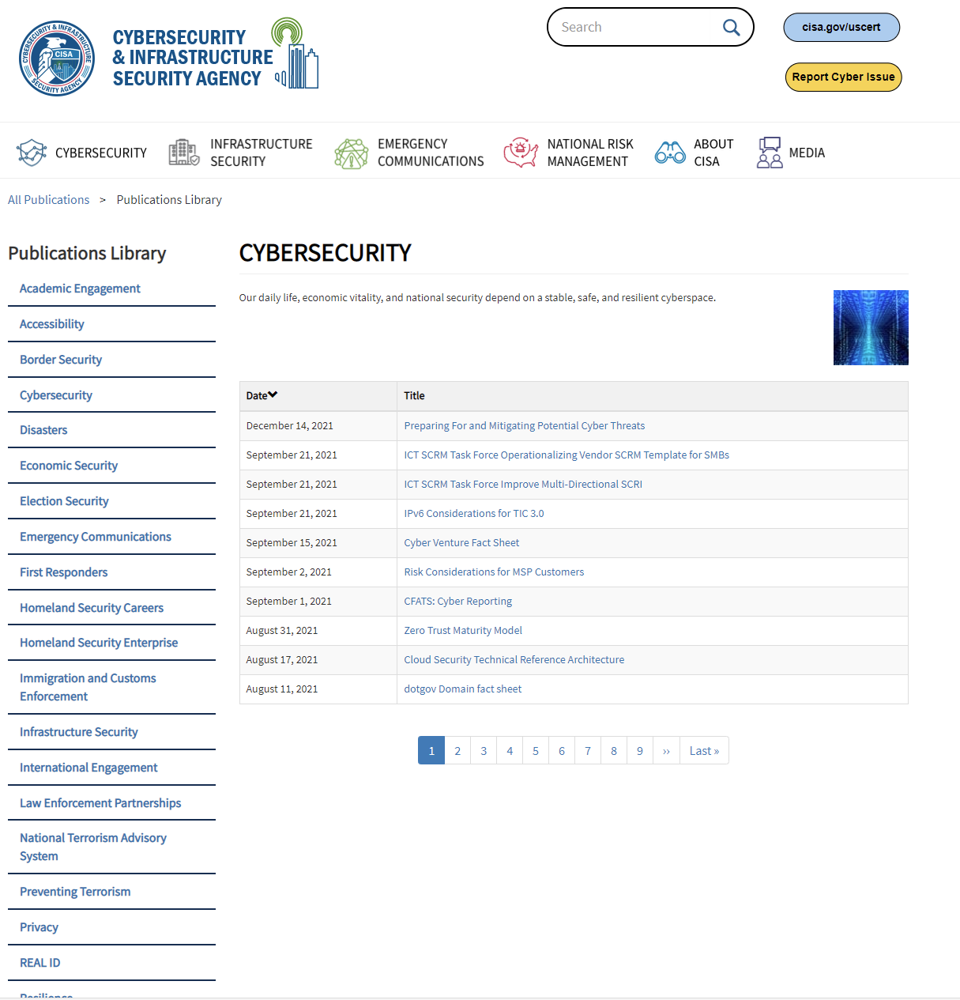 CYBERSECURITY & INFRASTRUCTURE
SECURITY AGENCY
CISA
CYBERSECURITY
& INFRASTRUCTURE
SECURITY AGENCY
Search
cisa.gov/uscert
Report Cyber Issue
CYBERSECURITY
INFRASTRUCTURE
SECURITY
EMERGENCY
COMMUNICATIONS
NATIONAL RISK
MANAGEMENT
ABOUT
CISA
MEDIA
All Publications > Publications Library
Publications Library
Academic Engagement
Accessibility
Border Security
Cybersecurity
Disasters
Economic Security
Election Security
Emergency Communications
First Responders
Homeland Security Careers
Homeland Security Enterprise
Immigration and Customs
Enforcement
Infrastructure Security
International Engagement
Law Enforcement Partnerships
National Terrorism Advisory
System
Preventing Terrorism
Privacy
REAL ID
Resilience
CYBERSECURITY
Our daily life, economic vitality, and national security depend on a stable, safe, and resilient cyberspace.
Date Title
December 14, 2021 Preparing For and Mitigating Potential Cyber Threats
September 21, 2021 ICT SCRM Task Force Operationalizing Vendor SCRM Template for SMBs
September 21, 2021 ICT SCRM Task Force Improve Multi-Directional SCRI
September 21, 2021 IPv6 Considerations for TIC 3.0
September 15, 2021 Cyber Venture Fact Sheet
September 2, 2021 Risk Considerations for MSP Customers
September 1, 2021 CFATS: Cyber Reporting
August 31, 2021 Zero Trust Maturity Model
August 17, 2021 Cloud Security Technical Reference Architecture
August 11, 2021 dotgov Domain fact sheet
1 2 3 4 5 6 7 8 9 ›› Last »